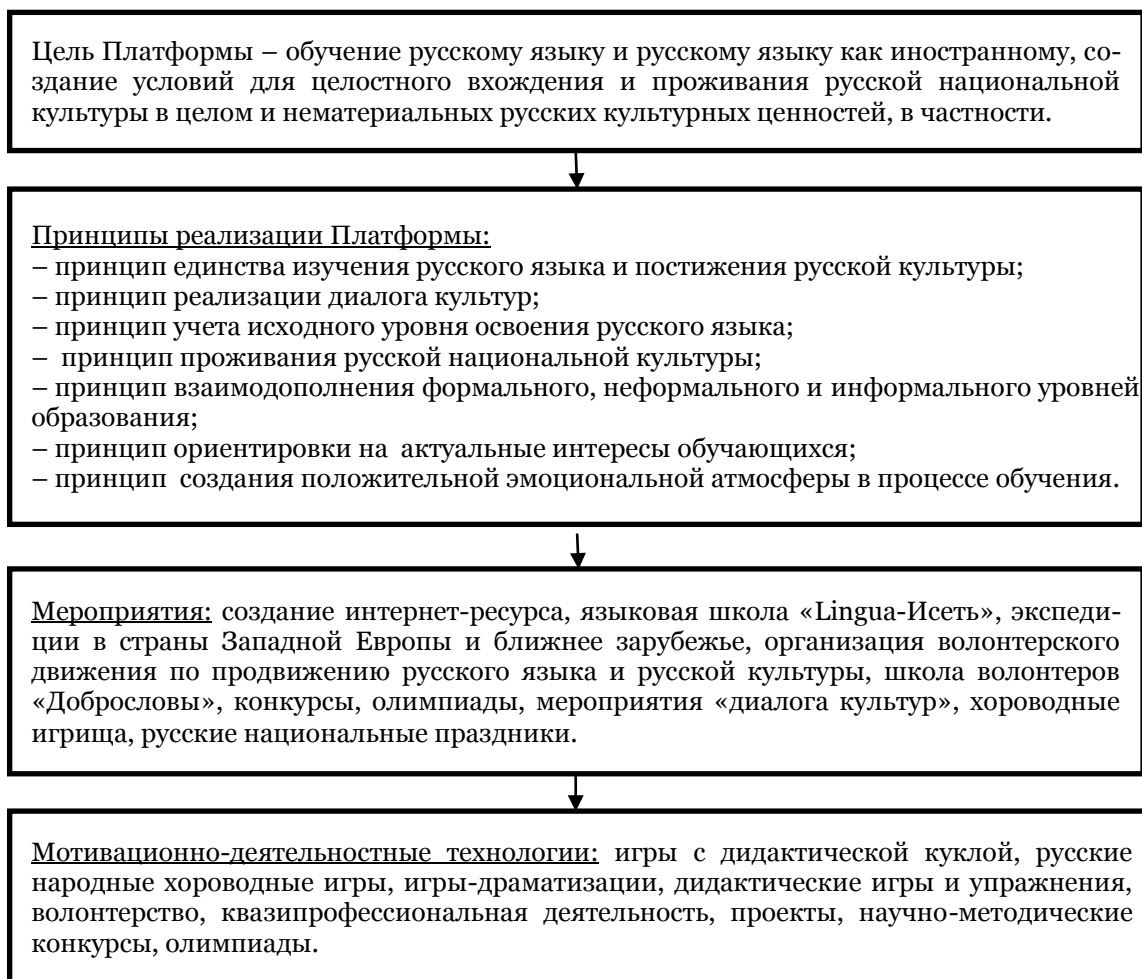 Цель Платформы – обучение русскому языку и русскому языку как иностранному, со-
здание условий для целостного вхождения и проживания русской национальной
культуры в целом и нематериальных русских культурных ценностей, в частности.
Принципы реализации Платформы:
– принцип единства изучения русского языка и постижения русской культуры;
– принцип реализации диалога культур;
– принцип учета исходного уровня освоения русского языка;
– принцип проживания русской национальной культуры;
– принцип взаимодополнения формального, неформального и информального уровней
образования;
– принцип ориентировки на актуальные интересы обучающихся;
– принцип создания положительной эмоциональной атмосферы в процессе обучения.
Мероприятия: создание интернет-ресурса, языковая школа «Lingua-Исеть», экспеди-
ции в страны Западной Европы и ближнее зарубежье, организация волонтерского
движения по продвижению русского языка и русской культуры, школа волонтеров
«Доброcловы», конкурсы, олимпиады, мероприятия «диалога культур», хороводные
игрища, русские национальные праздники.
Мотивационно-деятельностные технологии: игры с дидактической куклой, русские
народные хороводные игры, игры-драматизации, дидактические игры и упражнения,
волонтерство, квазипрофессиональная деятельность, проекты, научно-методические
конкурсы, олимпиады.